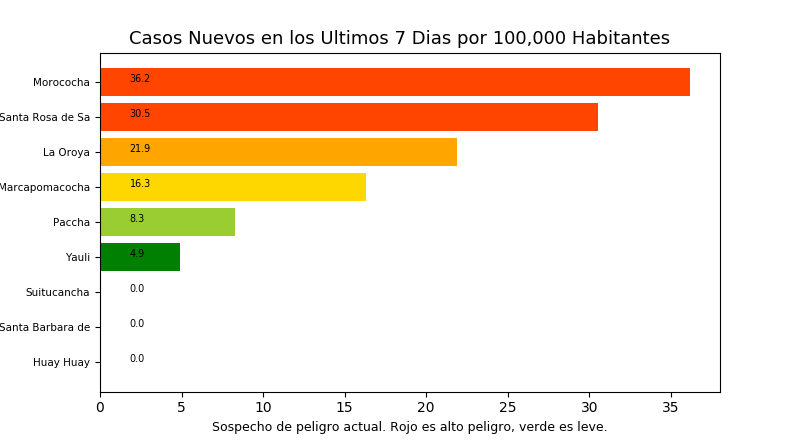 Casos Nuevos en los Ultimos 7 Dias por 100,000 Habitantes
Morococha 36.2
Santa Rosa de Sa 30.5
La Oroya 21.9
Marcapomacocha 16.3
Paccha 8.3
Yauli 4.9
Suitucancha 0.0
Santa Barbara de 0.0
Huay Huay 0.0
0 5 10 15 20 25 30 35
Sospecho de peligro actual. Rojo es alto peligro, verde es leve.